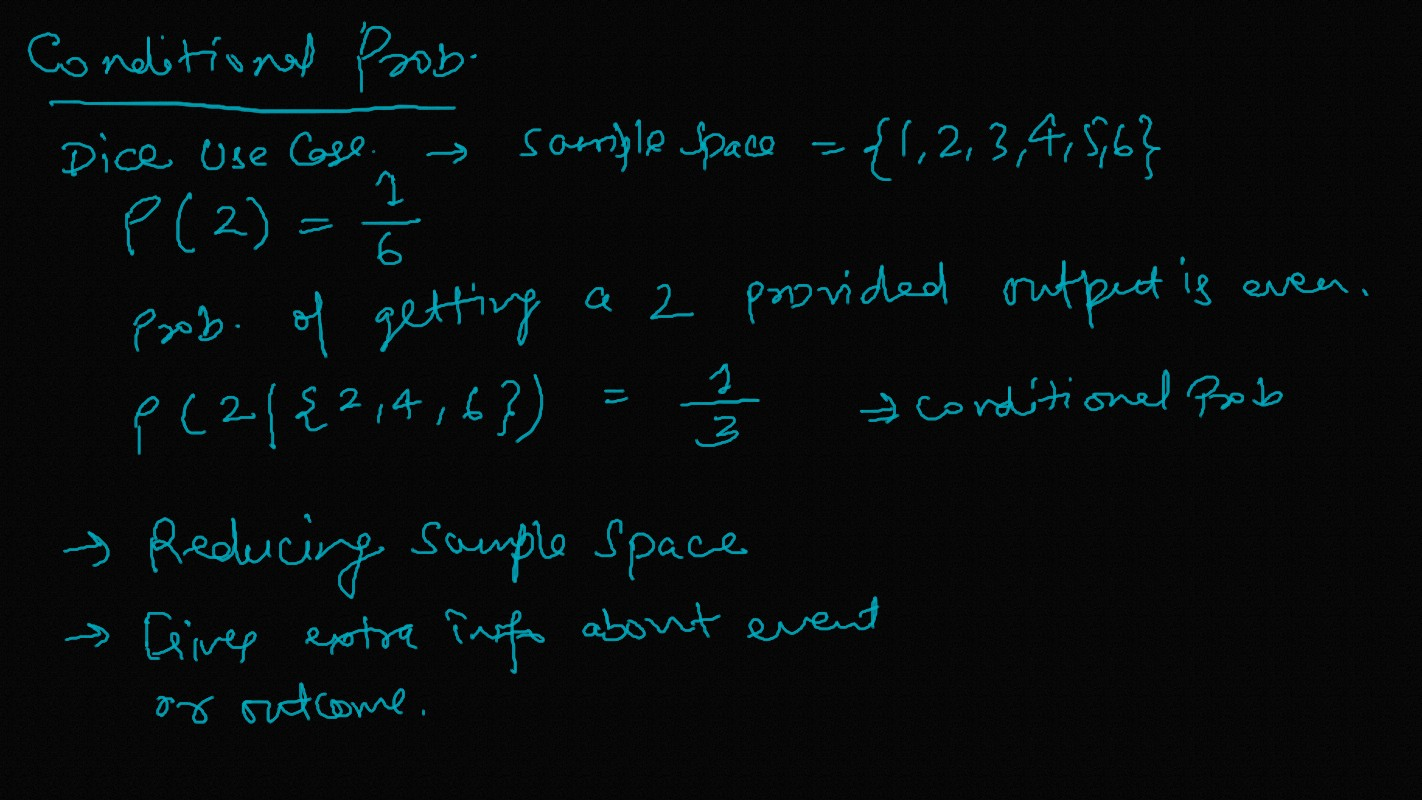 Conditional Prob.
Dice Use Case. → Sample Space = {1, 2, 3, 4, 5, 6}
P(2) = 1/6
Prob. of getting a 2 provided output is even.
P(2|{2, 4, 6}) = 1/3 ⇒ Conditional Prob
→ Reducing Sample Space
→ Gives extra info about event
or outcome.